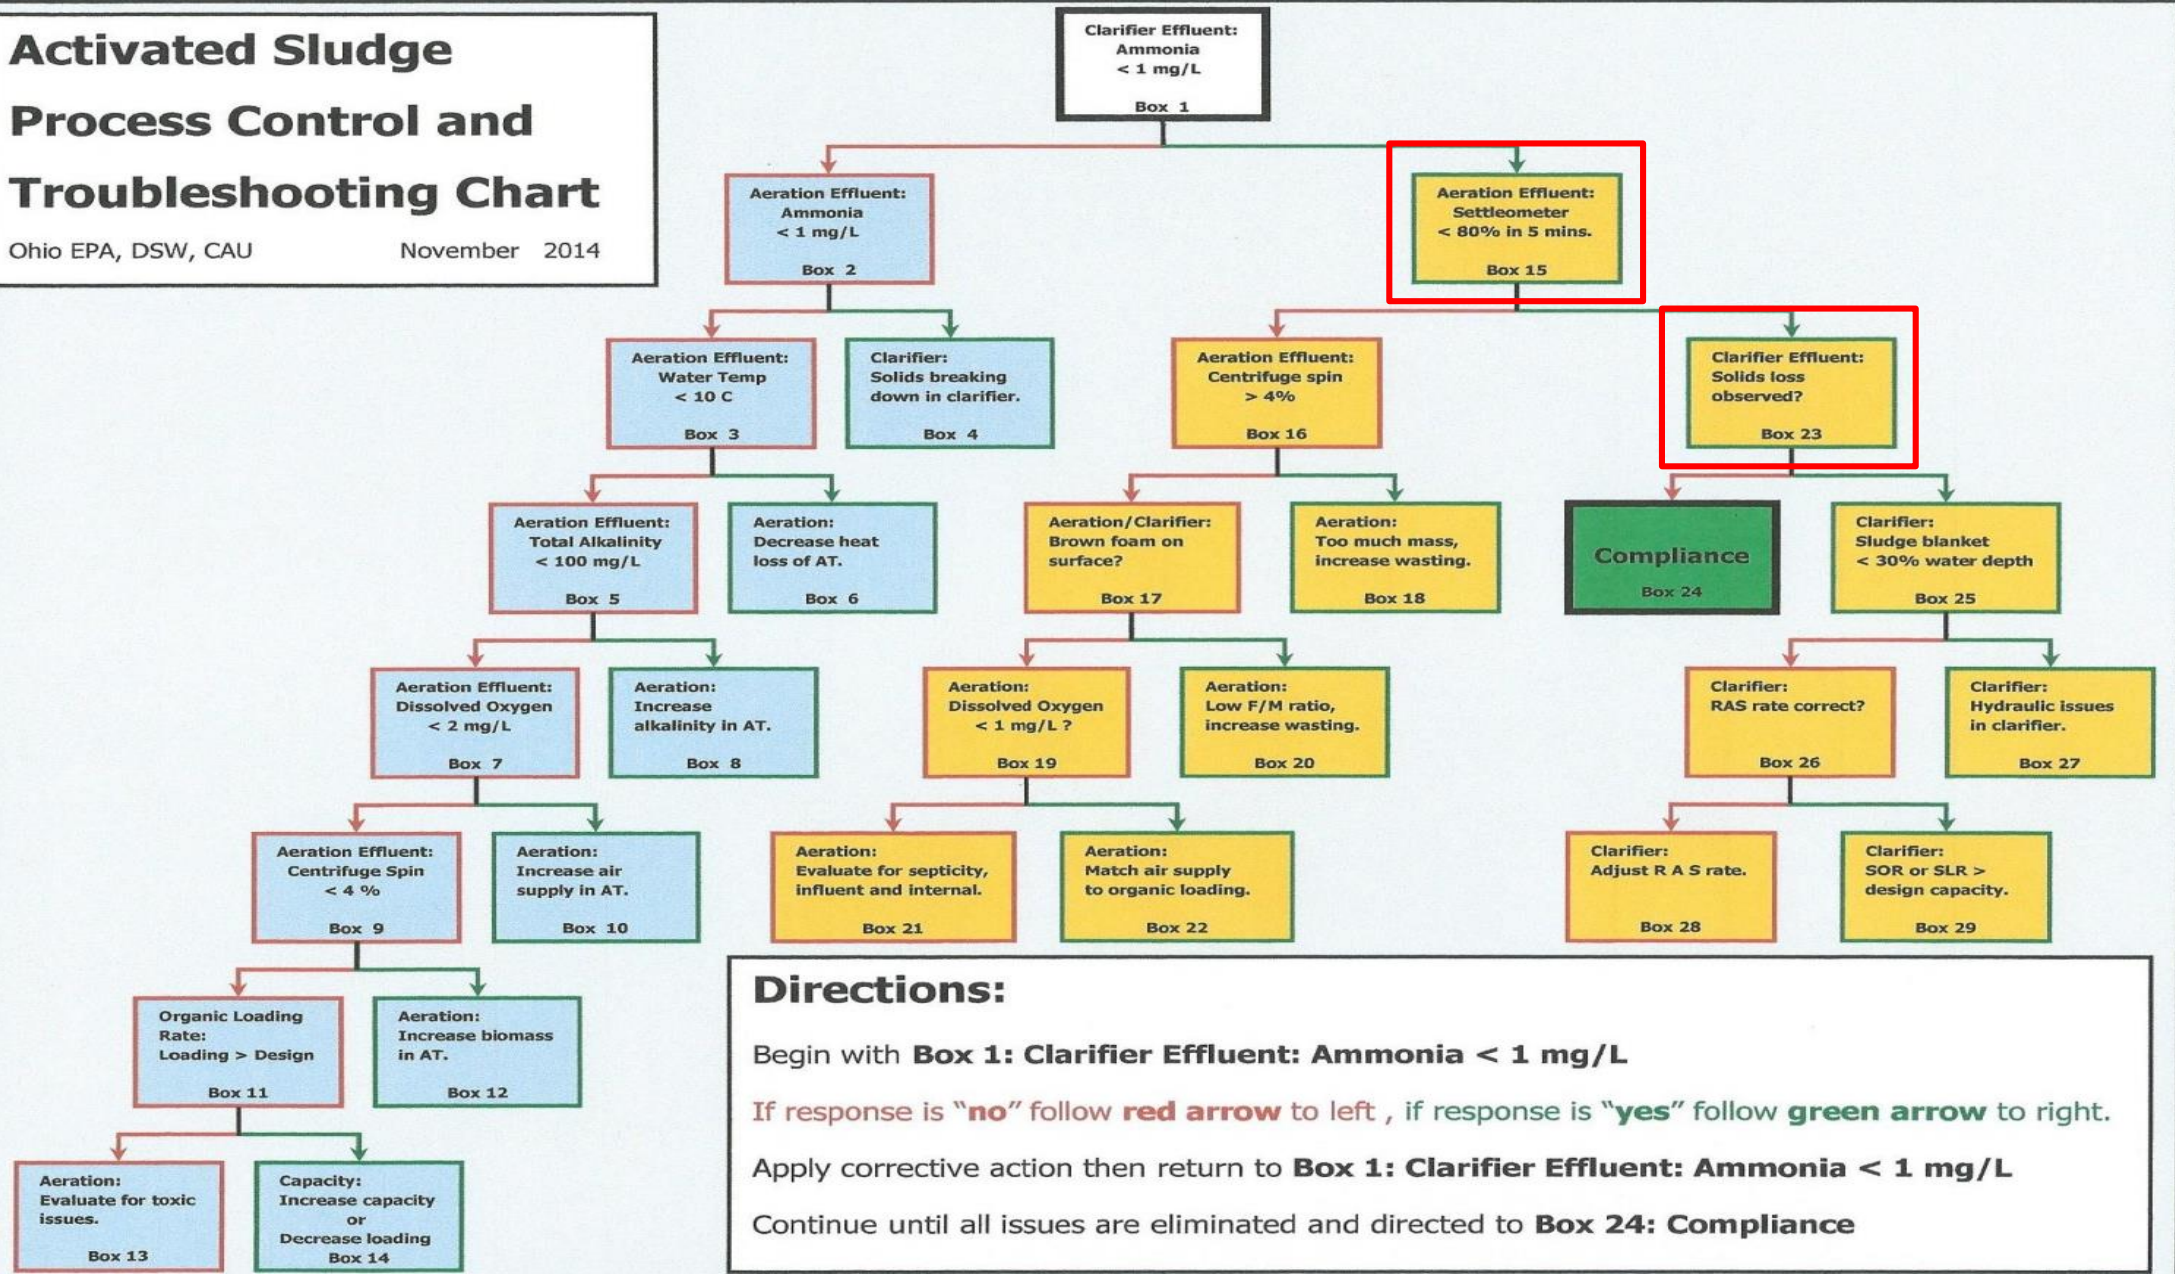 Activated Sludge
Process Control and
Troubleshooting Chart
Ohio EPA, DSW, CAU November 2014
Clarifier Effluent:
Ammonia
< 1 mg/L
Box 1
Aeration Effluent:
Ammonia
< 1 mg/L
Box 2
Aeration Effluent:
Settleometer
< 80% in 5 mins.
Box 15
Aeration Effluent:
Water Temp
< 10 C
Box 3
Clarifier:
Solids breaking
down in clarifier.
Box 4
Aeration Effluent:
Centrifuge spin
> 4%
Box 16
Clarifier Effluent:
Solids loss
observed?
Box 23
Aeration Effluent:
Total Alkalinity
< 100 mg/L
Box 5
Aeration:
Decrease heat
loss of AT.
Box 6
Aeration/Clarifier:
Brown foam on
surface?
Box 17
Aeration:
Too much mass,
increase wasting.
Box 18
Compliance
Box 24
Clarifier:
Sludge blanket
< 30% water depth
Box 25
Aeration Effluent:
Dissolved Oxygen
< 2 mg/L
Box 7
Aeration:
Increase
alkalinity in AT.
Box 8
Aeration:
Dissolved Oxygen
< 1 mg/L ?
Box 19
Aeration:
Low F/M ratio,
increase wasting.
Box 20
Clarifier:
RAS rate correct?
Box 26
Clarifier:
Hydraulic issues
in clarifier.
Box 27
Aeration Effluent:
Centrifuge Spin
< 4 %
Box 9
Aeration:
Increase air
supply in AT.
Box 10
Aeration:
Evaluate for septicity,
influent and internal.
Box 21
Aeration:
Match air supply
to organic loading.
Box 22
Clarifier:
Adjust R A S rate.
Box 28
Clarifier:
SOR or SLR >
design capacity.
Box 29
Organic Loading
Rate:
Loading > Design
Box 11
Aeration:
Increase biomass
in AT.
Box 12
Aeration:
Evaluate for toxic
issues.
Box 13
Capacity:
Increase capacity
or
Decrease loading
Box 14
Directions:
Begin with Box 1: Clarifier Effluent: Ammonia < 1 mg/L
If response is "no" follow red arrow to left , if response is "yes" follow green arrow to right.
Apply corrective action then return to Box 1: Clarifier Effluent: Ammonia < 1 mg/L
Continue until all issues are eliminated and directed to Box 24: Compliance